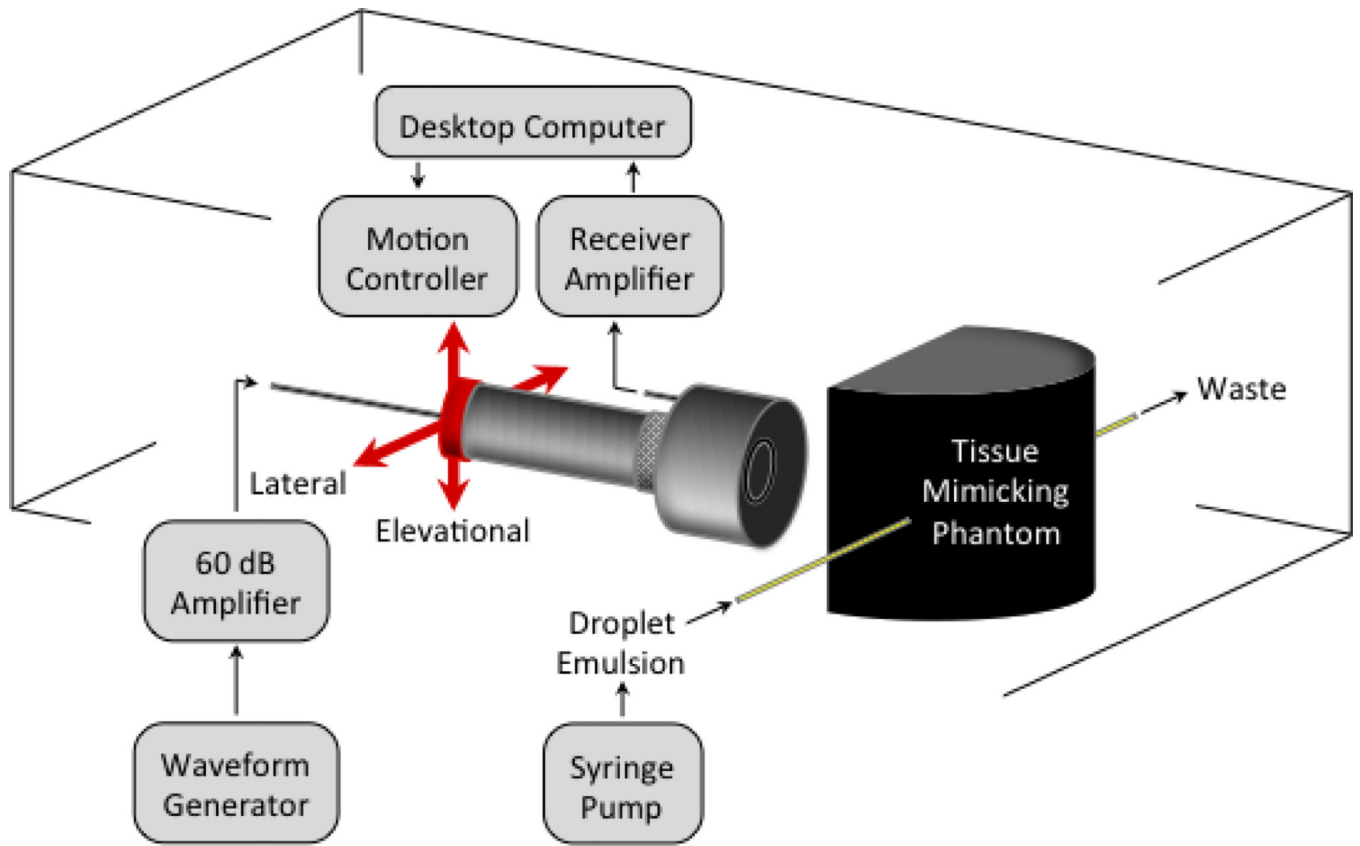 Desktop Computer
Motion
Controller
Receiver
Amplifier
Waste
Tissue
Mimicking
Phantom
Lateral
Elevational
60 dB
Amplifier
Droplet
Emulsion
Waveform
Generator
Syringe
Pump